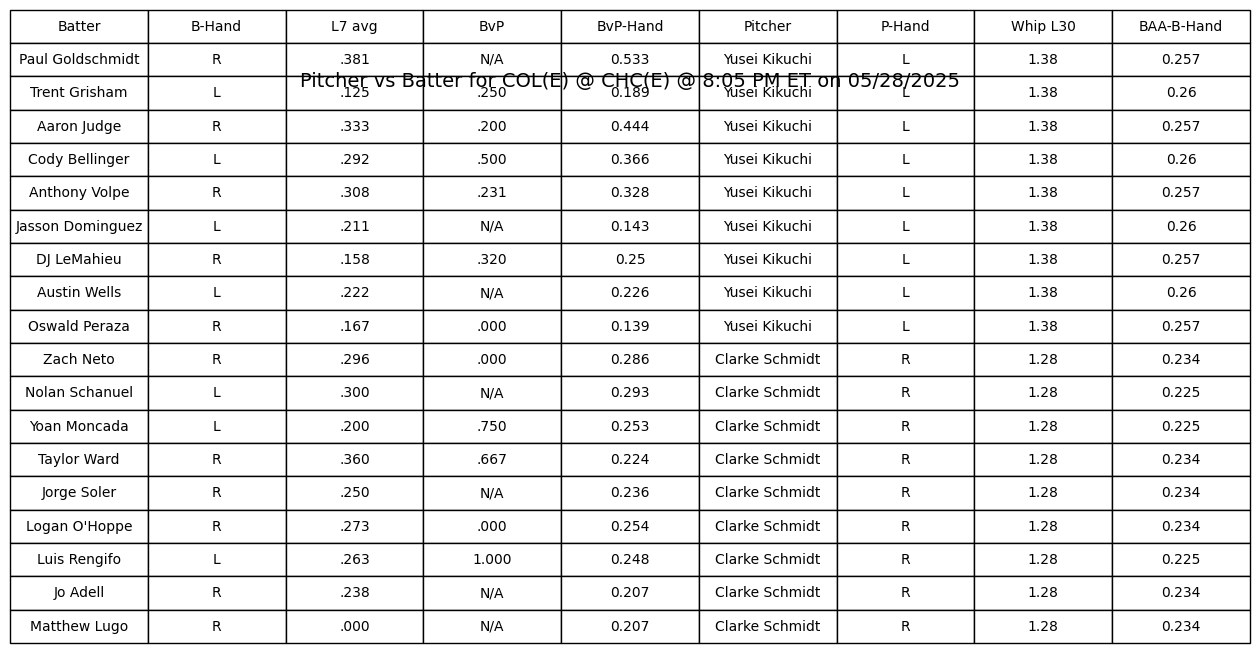 Batter B-Hand L7 avg BvP BvP-Hand Pitcher P-Hand Whip L30 BAA-B-Hand
Paul Goldschmidt R .381 N/A 0.533 Yusei Kikuchi L 1.38 0.257
Pitcher vs Batter for COL(E) @ CHC(E) @ 8:05 PM ET on 05/28/2025
Trent Grisham L .125 .250 0.189 Yusei Kikuchi L 1.38 0.26
Aaron Judge R .333 .200 0.444 Yusei Kikuchi L 1.38 0.257
Cody Bellinger L .292 .500 0.366 Yusei Kikuchi L 1.38 0.26
Anthony Volpe R .308 .231 0.328 Yusei Kikuchi L 1.38 0.257
Jasson Dominguez L .211 N/A 0.143 Yusei Kikuchi L 1.38 0.26
DJ LeMahieu R .158 .320 0.25 Yusei Kikuchi L 1.38 0.257
Austin Wells L .222 N/A 0.226 Yusei Kikuchi L 1.38 0.26
Oswald Peraza R .167 .000 0.139 Yusei Kikuchi L 1.38 0.257
Zach Neto R .296 .000 0.286 Clarke Schmidt R 1.28 0.234
Nolan Schanuel L .300 N/A 0.293 Clarke Schmidt R 1.28 0.225
Yoan Moncada L .200 .750 0.253 Clarke Schmidt R 1.28 0.225
Taylor Ward R .360 .667 0.224 Clarke Schmidt R 1.28 0.234
Jorge Soler R .250 N/A 0.236 Clarke Schmidt R 1.28 0.234
Logan O'Hoppe R .273 .000 0.254 Clarke Schmidt R 1.28 0.234
Luis Rengifo L .263 1.000 0.248 Clarke Schmidt R 1.28 0.225
Jo Adell R .238 N/A 0.207 Clarke Schmidt R 1.28 0.234
Matthew Lugo R .000 N/A 0.207 Clarke Schmidt R 1.28 0.234